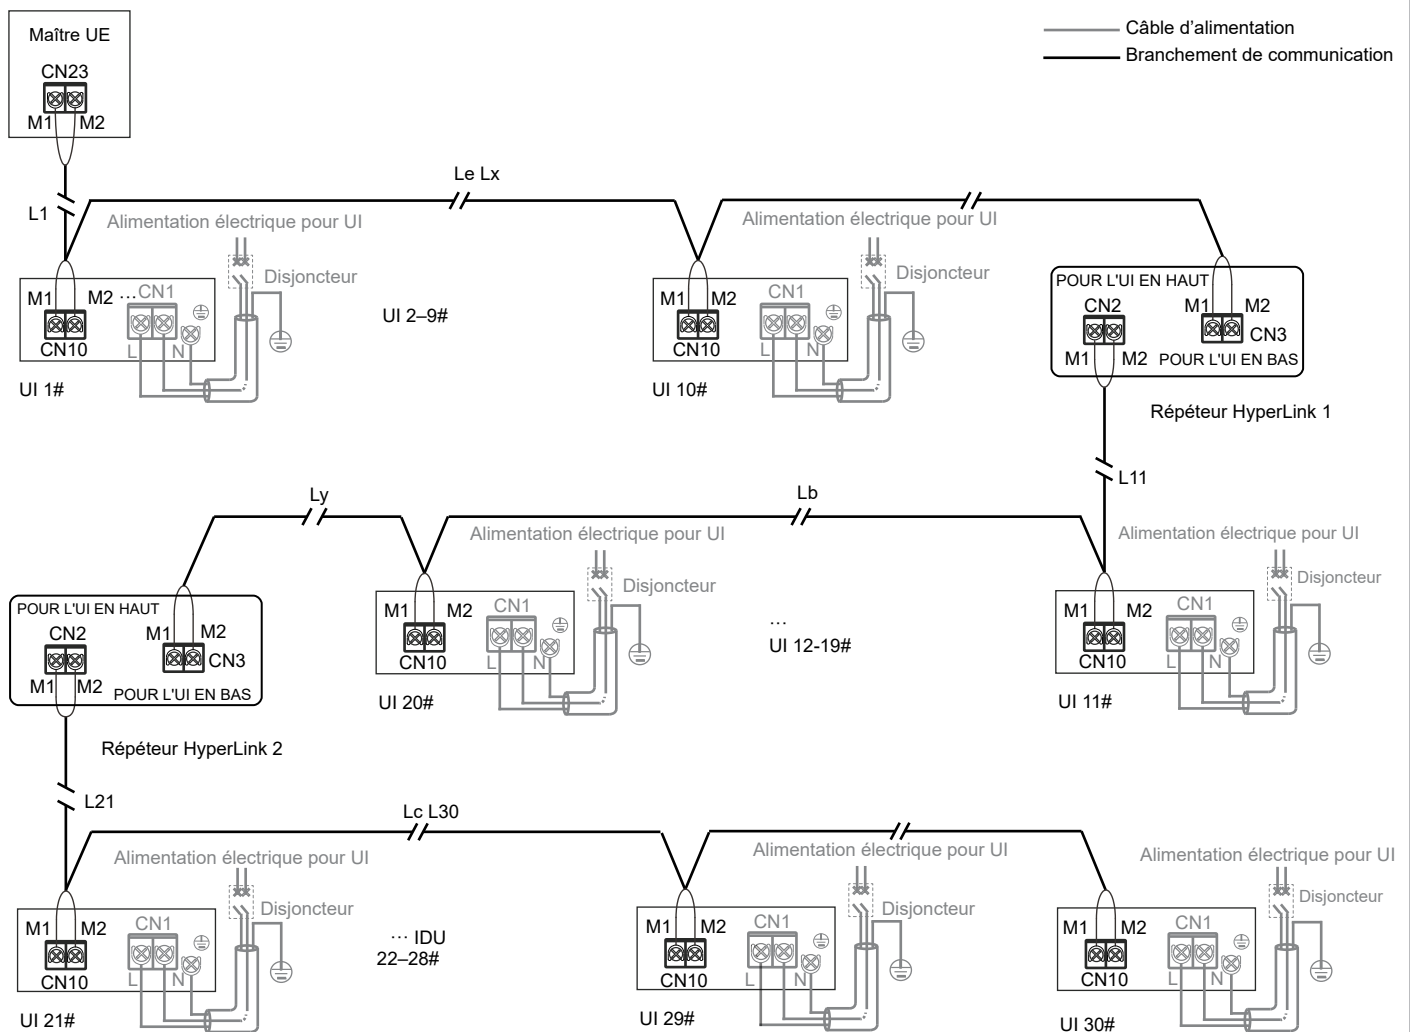 Maître UE
CN23
M1 M2
Câble d'alimentation
Branchement de communication
L1
Le Lx
Alimentation électrique pour UI
Disjoncteur
M1 M2 ... CN1
CN10
L N
UI 1#
UI 2–9#
Alimentation électrique pour UI
Disjoncteur
M1 M2 CN1
CN10
L N
UI 10#
POUR L'UI EN HAUT
CN2 M1 M2
CN3
M1 M2 POUR L'UI EN BAS
Répéteur HyperLink 1
L11
Ly
Lb
Alimentation électrique pour UI
Disjoncteur
M1 M2 CN1
CN10
L N
UI 20#
...
UI 12-19#
Alimentation électrique pour UI
Disjoncteur
M1 M2 CN1
CN10
L N
UI 11#
POUR L'UI EN HAUT
CN2 M1 M2
CN3
M1 M2 POUR L'UI EN BAS
Répéteur HyperLink 2
L21
Lc L30
Alimentation électrique pour UI
Disjoncteur
M1 M2 CN1
CN10
L N
UI 21#
... IDU
22–28#
Alimentation électrique pour UI
Disjoncteur
M1 M2 CN1
CN10
L N
UI 29#
Alimentation électrique pour UI
Disjoncteur
M1 M2 CN1
CN10
L N
UI 30#